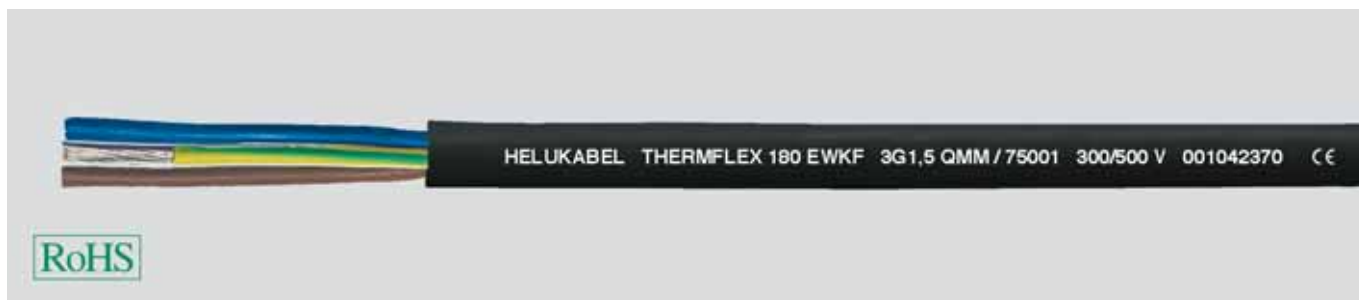 HELUKABEL THERMFLEX 180 EWKF 3G1,5 QMM / 75001 300/500 V 001042370 CE
RoHS